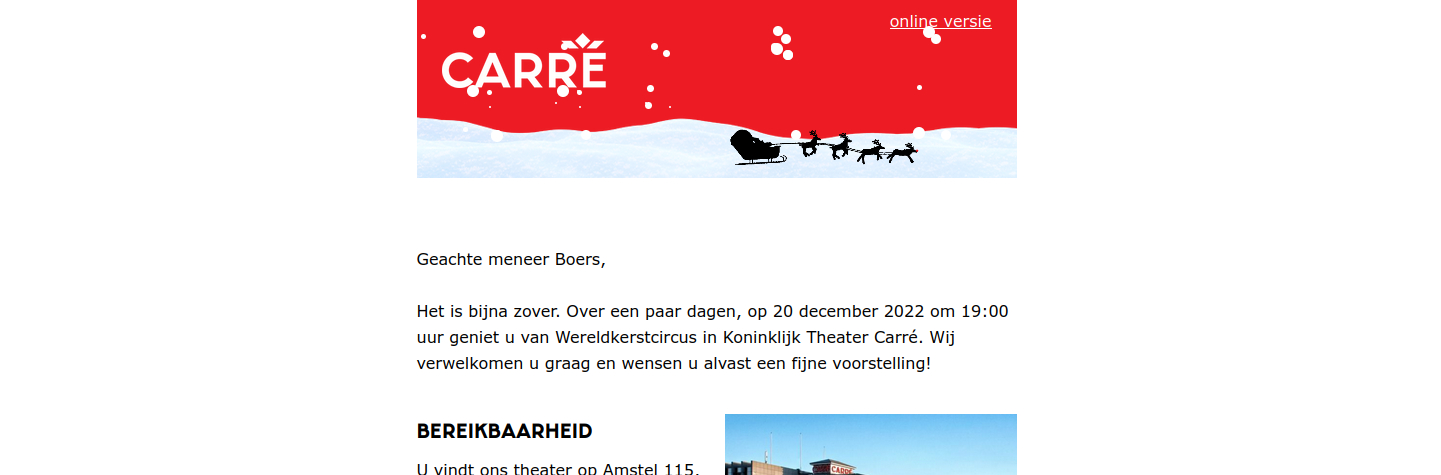 online versie
CARRÉ
Geachte meneer Boers,
Het is bijna zover. Over een paar dagen, op 20 december 2022 om 19:00
uur geniet u van Wereldkerstcircus in Koninklijk Theater Carré. Wij
verwelkomen u graag en wensen u alvast een fijne voorstelling!
BEREIKBAARHEID
U vindt ons theater op Amstel 115.
CARRÉ